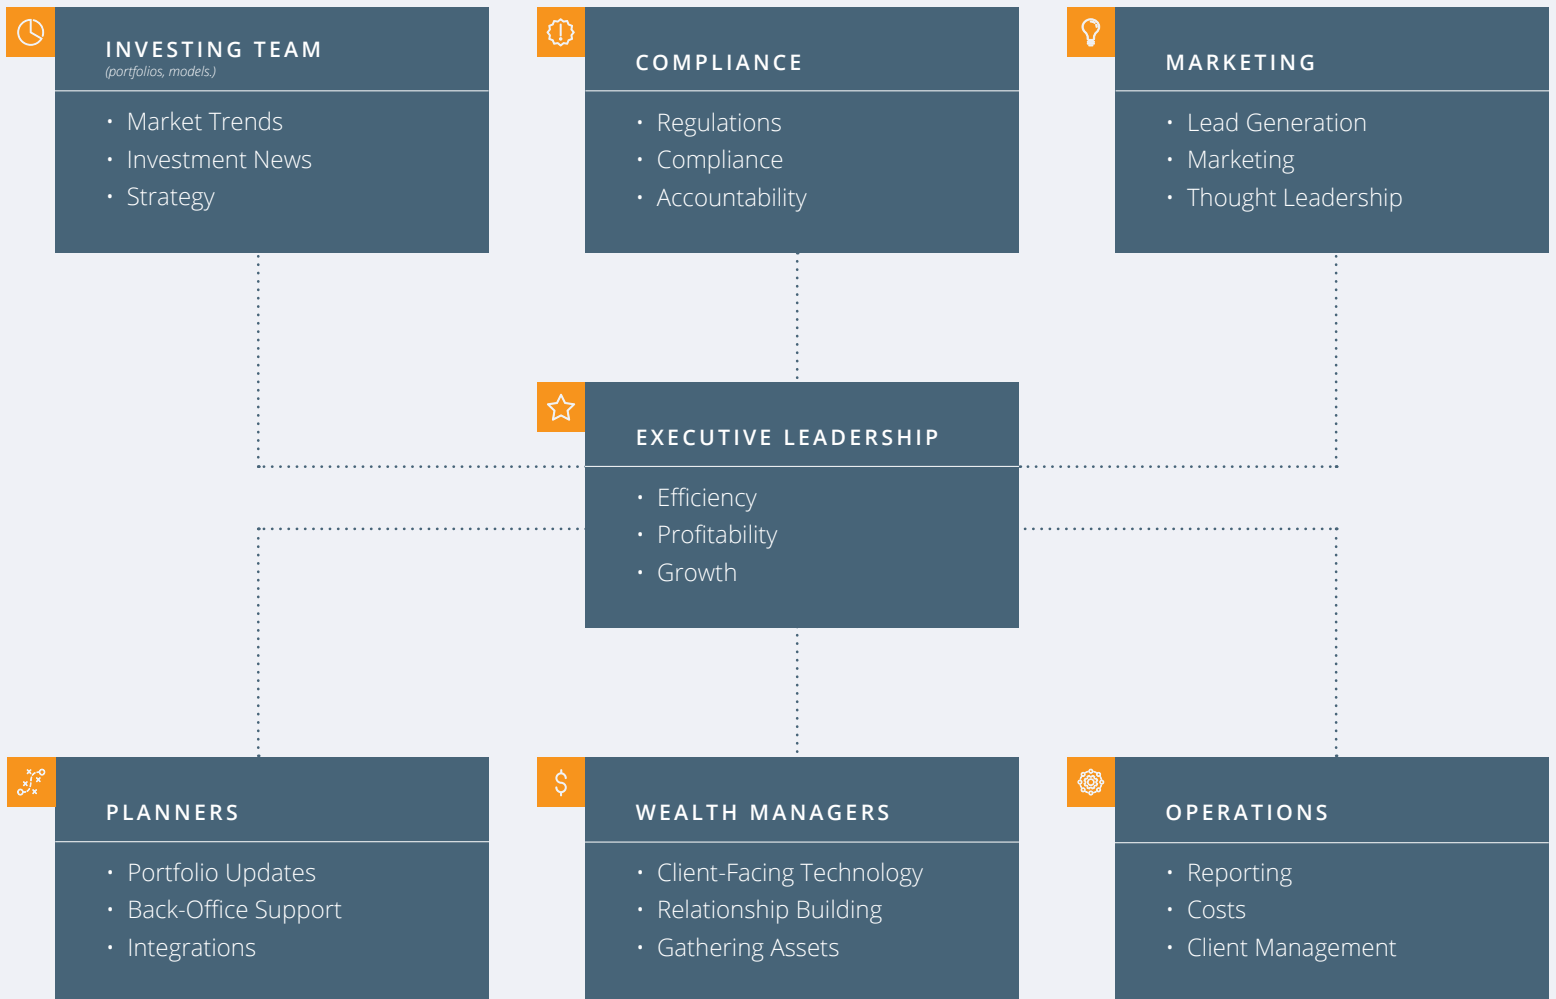 INVESTING TEAM
(portfolios, models.)
• Market Trends
• Investment News
• Strategy
COMPLIANCE
• Regulations
• Compliance
• Accountability
MARKETING
• Lead Generation
• Marketing
• Thought Leadership
EXECUTIVE LEADERSHIP
• Efficiency
• Profitability
• Growth
PLANNERS
• Portfolio Updates
• Back-Office Support
• Integrations
$
WEALTH MANAGERS
• Client-Facing Technology
• Relationship Building
• Gathering Assets
OPERATIONS
• Reporting
• Costs
• Client Management